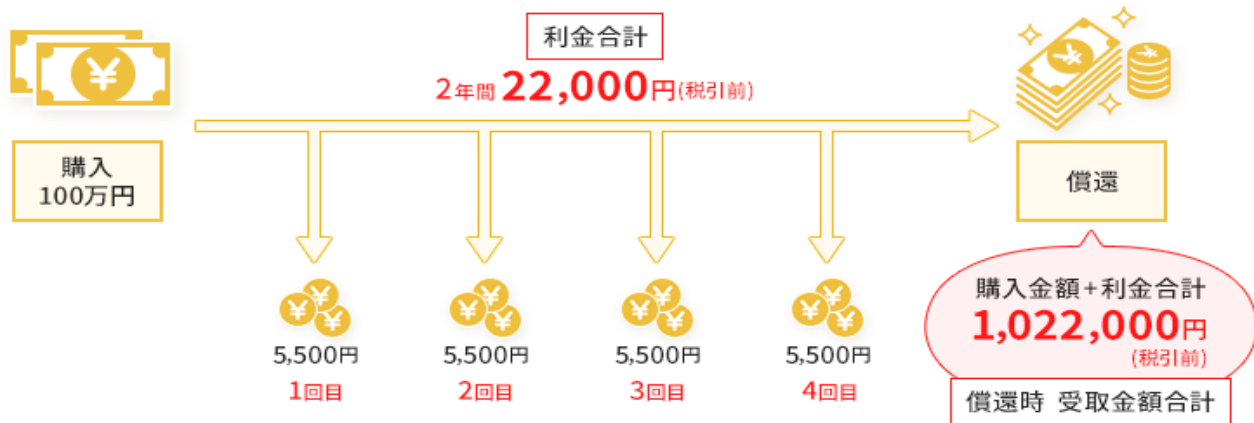 利金合計
2年間 22,000円(税引前)
購入
100万円
償還
5,500円
1回目
5,500円
2回目
5,500円
3回目
5,500円
4回目
購入金額+利金合計
1,022,000円
(税引前)
償還時 受取金額合計